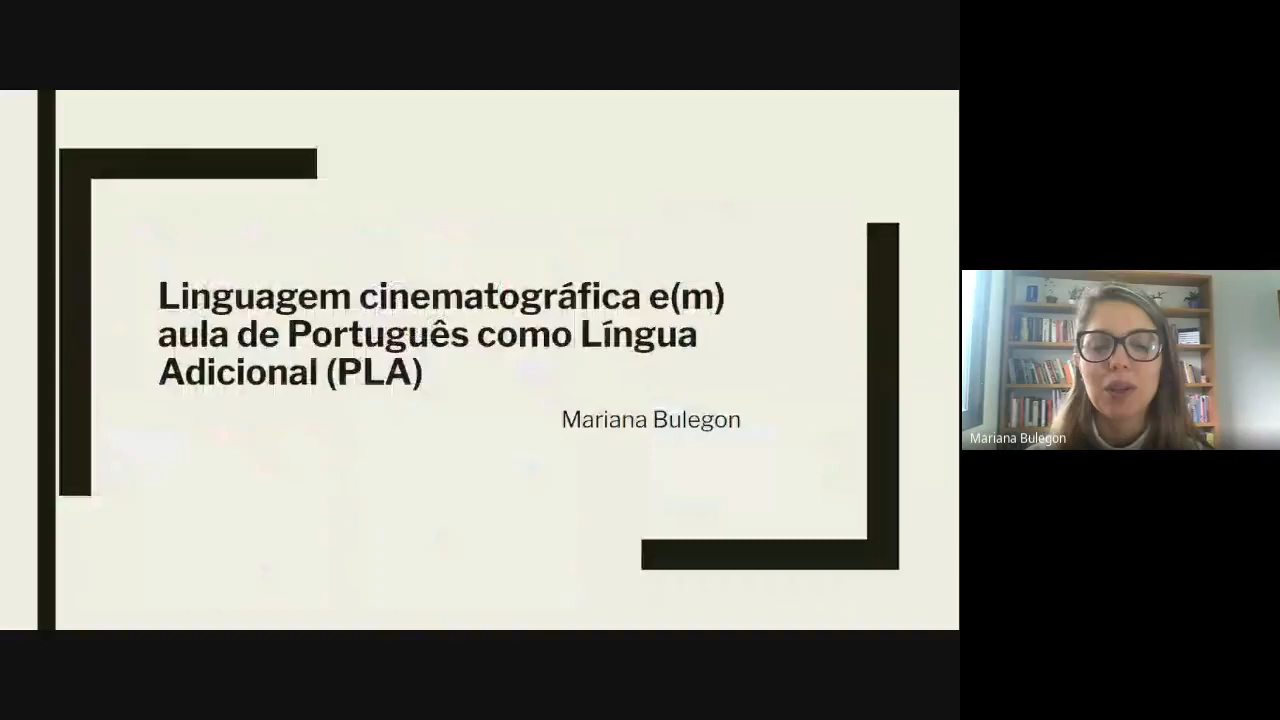 Linguagem cinematográfica e(m)
aula de Português como Língua
Adicional (PLA)
Mariana Bulegon
Mariana Bulegon